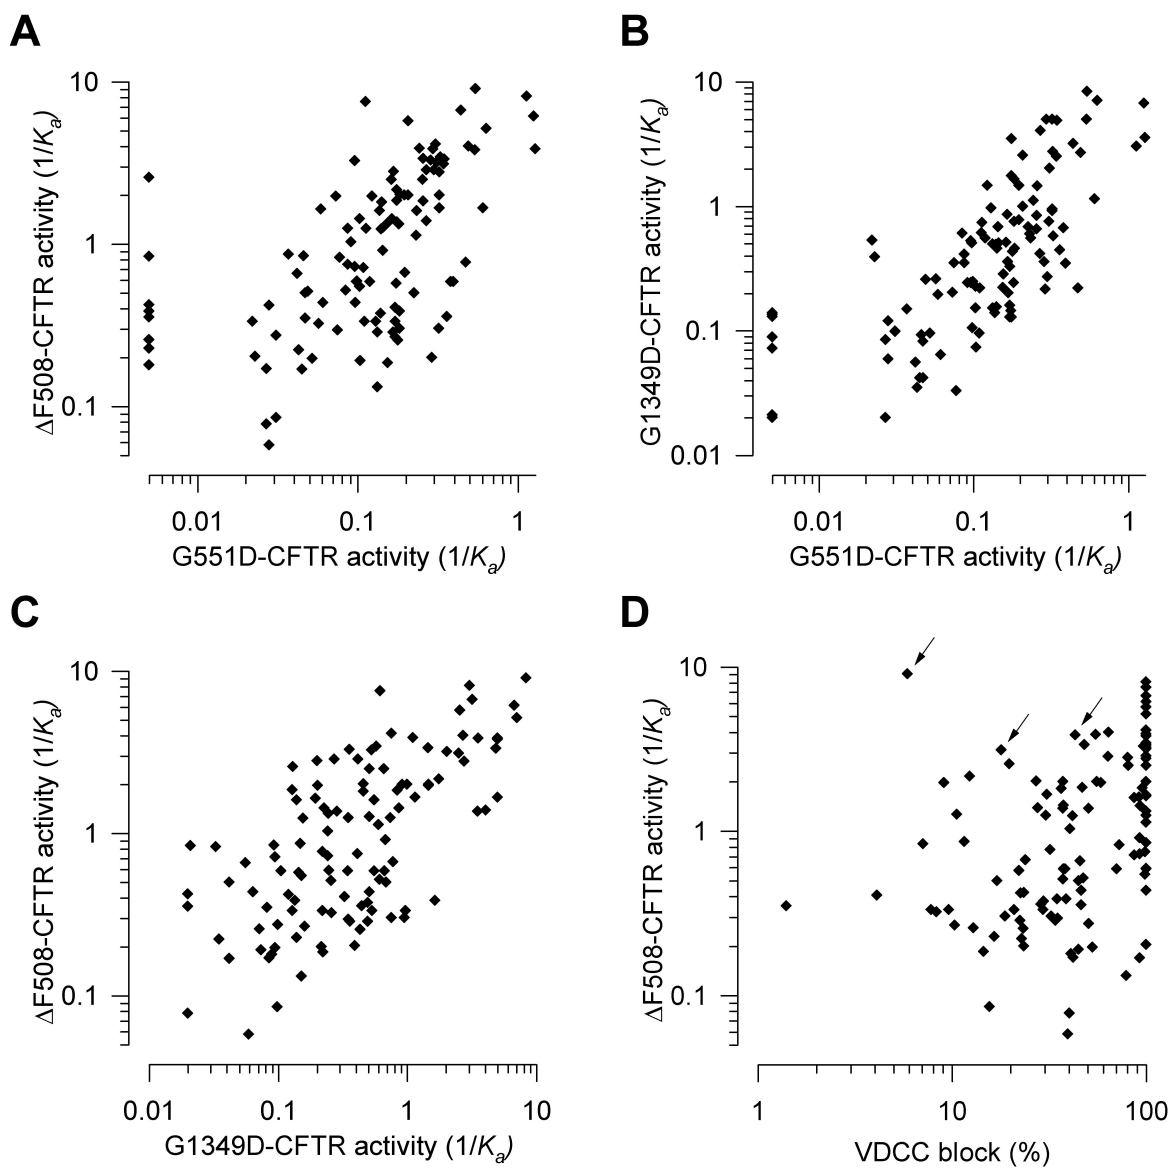 A
B
10
1
0.1
ΔF508-CFTR activity (1/Ka)
0.01
0.1
1
G551D-CFTR activity (1/Ka)
10
1
0.1
0.01
G1349D-CFTR activity (1/Ka)
0.01
0.1
1
G551D-CFTR activity (1/Ka)
C
D
10
1
0.1
ΔF508-CFTR activity (1/Ka)
0.01
0.1
1
10
G1349D-CFTR activity (1/Ka)
10
1
0.1
ΔF508-CFTR activity (1/Ka)
1
10
100
VDCC block (%)